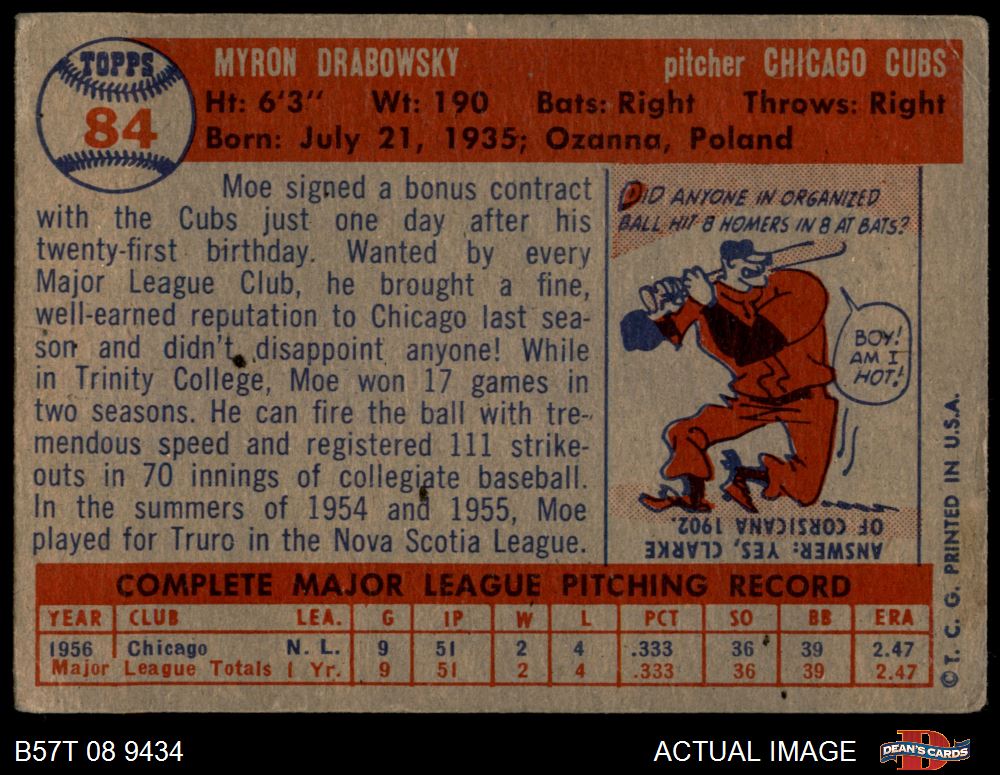 TOPPS
84
MYRON DRABOWSKY pitcher CHICAGO CUBS
Ht: 6'3" Wt: 190 Bats: Right Throws: Right
Born: July 21, 1935; Ozanna, Poland
Moe signed a bonus contract
with the Cubs just one day after his
twenty-first birthday. Wanted by every
Major League Club, he brought a fine,
well-earned reputation to Chicago last sea-
son and didn't disappoint anyone! While
in Trinity College, Moe won 17 games in
two seasons. He can fire the ball with tre-
mendous speed and registered 111 strike-
outs in 70 innings of collegiate baseball.
In the summers of 1954 and 1955, Moe
played for Truro in the Nova Scotia League.
DID ANYONE IN ORGANIZED
BALL HIT 8 HOMERS IN 8 AT BATS?
BOY!
AM I
HOT!
ANSWER: YES, CLARKE
OF CORSICANA 1902.
© T. C. G. PRINTED IN U.S.A.
COMPLETE MAJOR LEAGUE PITCHING RECORD
YEAR CLUB LEA. G IP W L PCT SO BB ERA
1956 Chicago N. L. 9 51 2 4 .333 36 39 2.47
Major League Totals 1 Yr. 9 51 2 4 .333 36 39 2.47
B57T 08 9434 ACTUAL IMAGE
D
DEAN'S CARDS